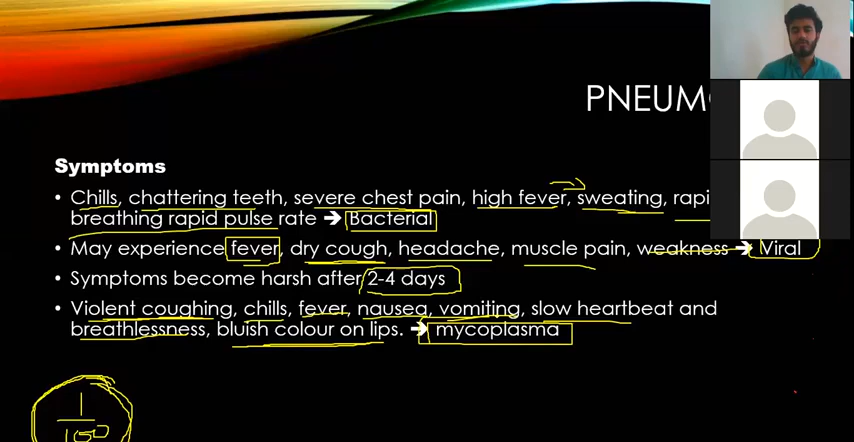 PNEUM
Symptoms
• Chills, chattering teeth, severe chest pain, high fever, sweating, rapi
breathing rapid pulse rate → Bacterial
• May experience fever, dry cough, headache, muscle pain, weakness → Viral
• Symptoms become harsh after 2-4 days
• Violent coughing, chills, fever, nausea, vomiting, slow heartbeat and
breathlessness, bluish colour on lips. → mycoplasma
1
100